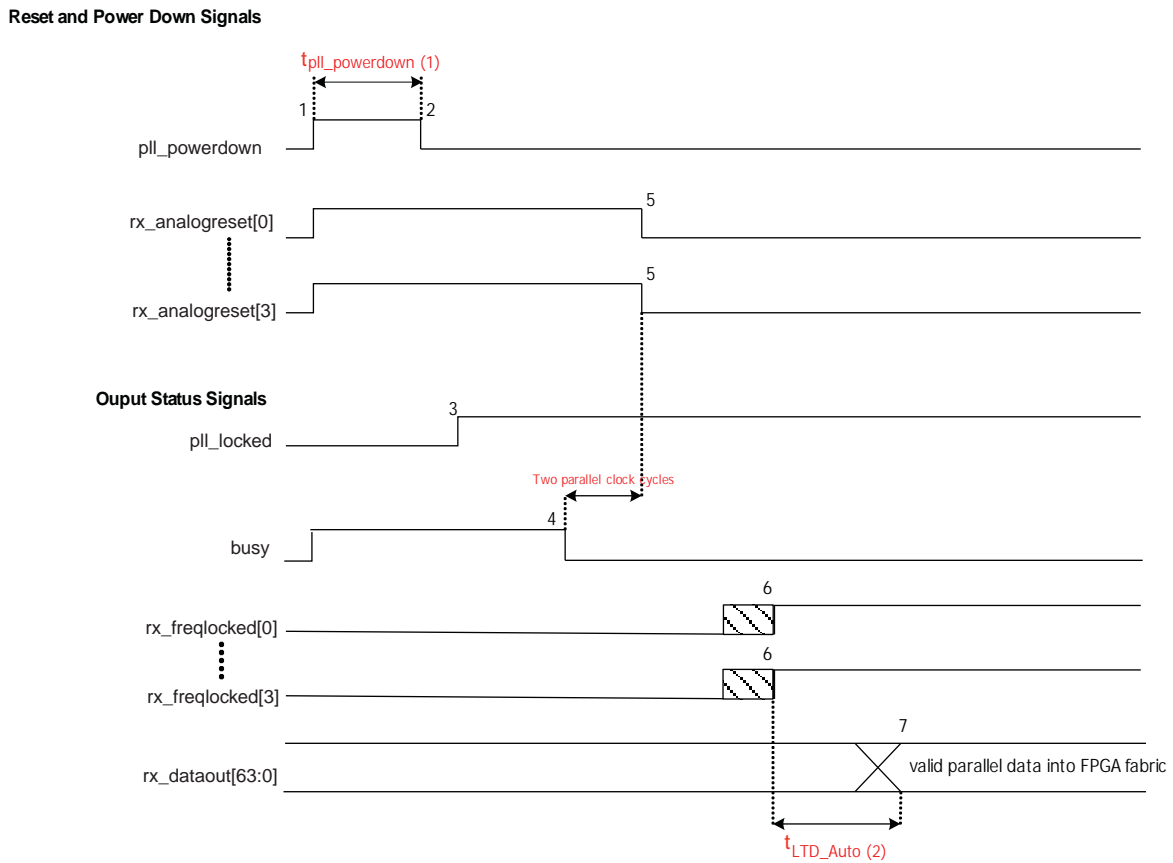 Reset and Power Down Signals
tpll_powerdown (1)
1
2
pll_powerdown
5
rx_analogreset[0]
5
rx_analogreset[3]
Ouput Status Signals
3
pll_locked
Two parallel clock cycles
4
busy
6
rx_freqlocked[0]
6
rx_freqlocked[3]
7
rx_dataout[63:0]
valid parallel data into FPGA fabric
tLTD_Auto (2)